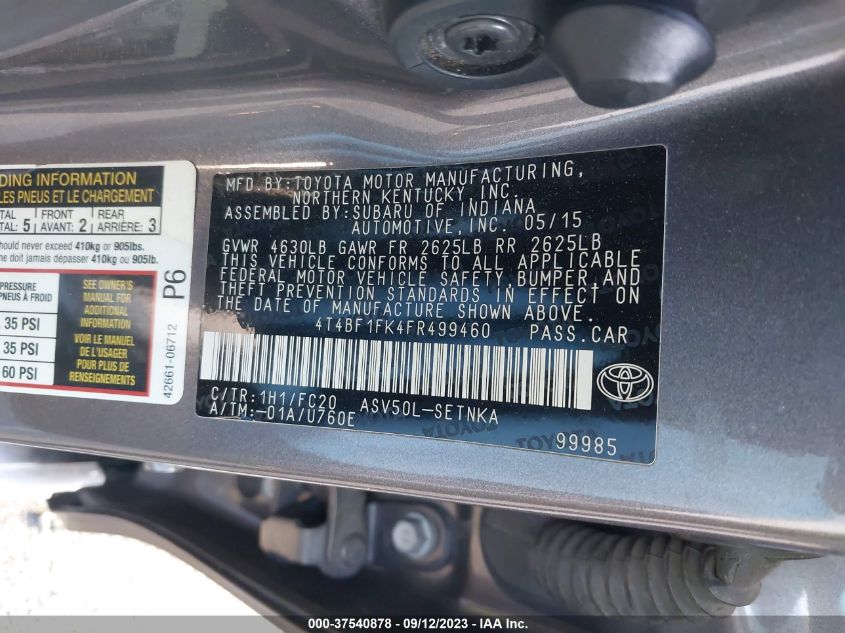 DING INFORMATION
LES PNEUS ET LE CHARGEMENT
TAL 5 FRONT 2 REAR 3
TAL: AVANT: ARRIÈRE:
hould never exceed 410kg or 905lbs.
ne doit jamais dépasser 410kg ou 905lb.
PRESSURE
PNEUS À FROID
35 PSI
35 PSI
60 PSI
SEE OWNER'S
MANUAL FOR
ADDITIONAL
INFORMATION
VOIR LE MANUEL
DE L'USAGER
POUR PLUS DE
RENSEIGNEMENTS
P6
42661-06712
MFD BY:TOYOTA MOTOR MANUFACTURING,
NORTHERN KENTUCKY INC.
ASSEMBLED BY:SUBARU OF INDIANA
AUTOMOTIVE, INC. 05/15
GVWR 4630LB GAWR FR 2625LB RR 2625LB
THIS VEHICLE CONFORMS TO ALL APPLICABLE
FEDERAL MOTOR VEHICLE SAFETY,BUMPER,AND
THEFT PREVENTION STANDARDS IN EFFECT ON
THE DATE OF MANUFACTURE SHOWN ABOVE.
4T4BF1FK4FR499460 PASS.CAR
C/TR:1H1/FC20 ASV50L-SETNKA
A/TM:-01A/U760E
99985
TOYOTA
000-37540878 - 09/12/2023 - IAA Inc.